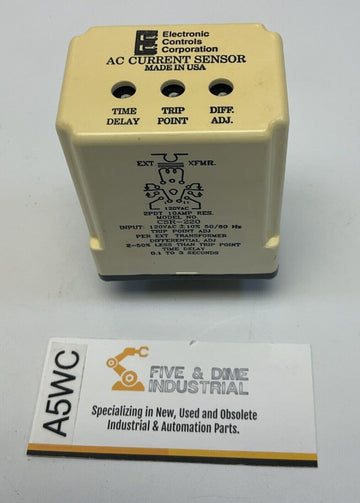 Electronic
Controls
Corporation
AC CURRENT SENSOR
MADE IN USA
TIME DELAY
TRIP POINT
DIFF. ADJ.
EXT XFMR.
120VAC
2PDT 10AMP RES.
MODEL NO.
CSR-220
INPUT: 120VAC ±10% 50/60 Hz
TRIP POINT ADJ
PER EXT TRANSFORMER
DIFFERENTIAL ADJ
2-50% LESS THAN TRIP POINT
TIME DELAY
0.1 TO 3 SECONDS
A5WC
FIVE & DIME
INDUSTRIAL
Specializing in New, Used and Obsolete
Industrial & Automation Parts.